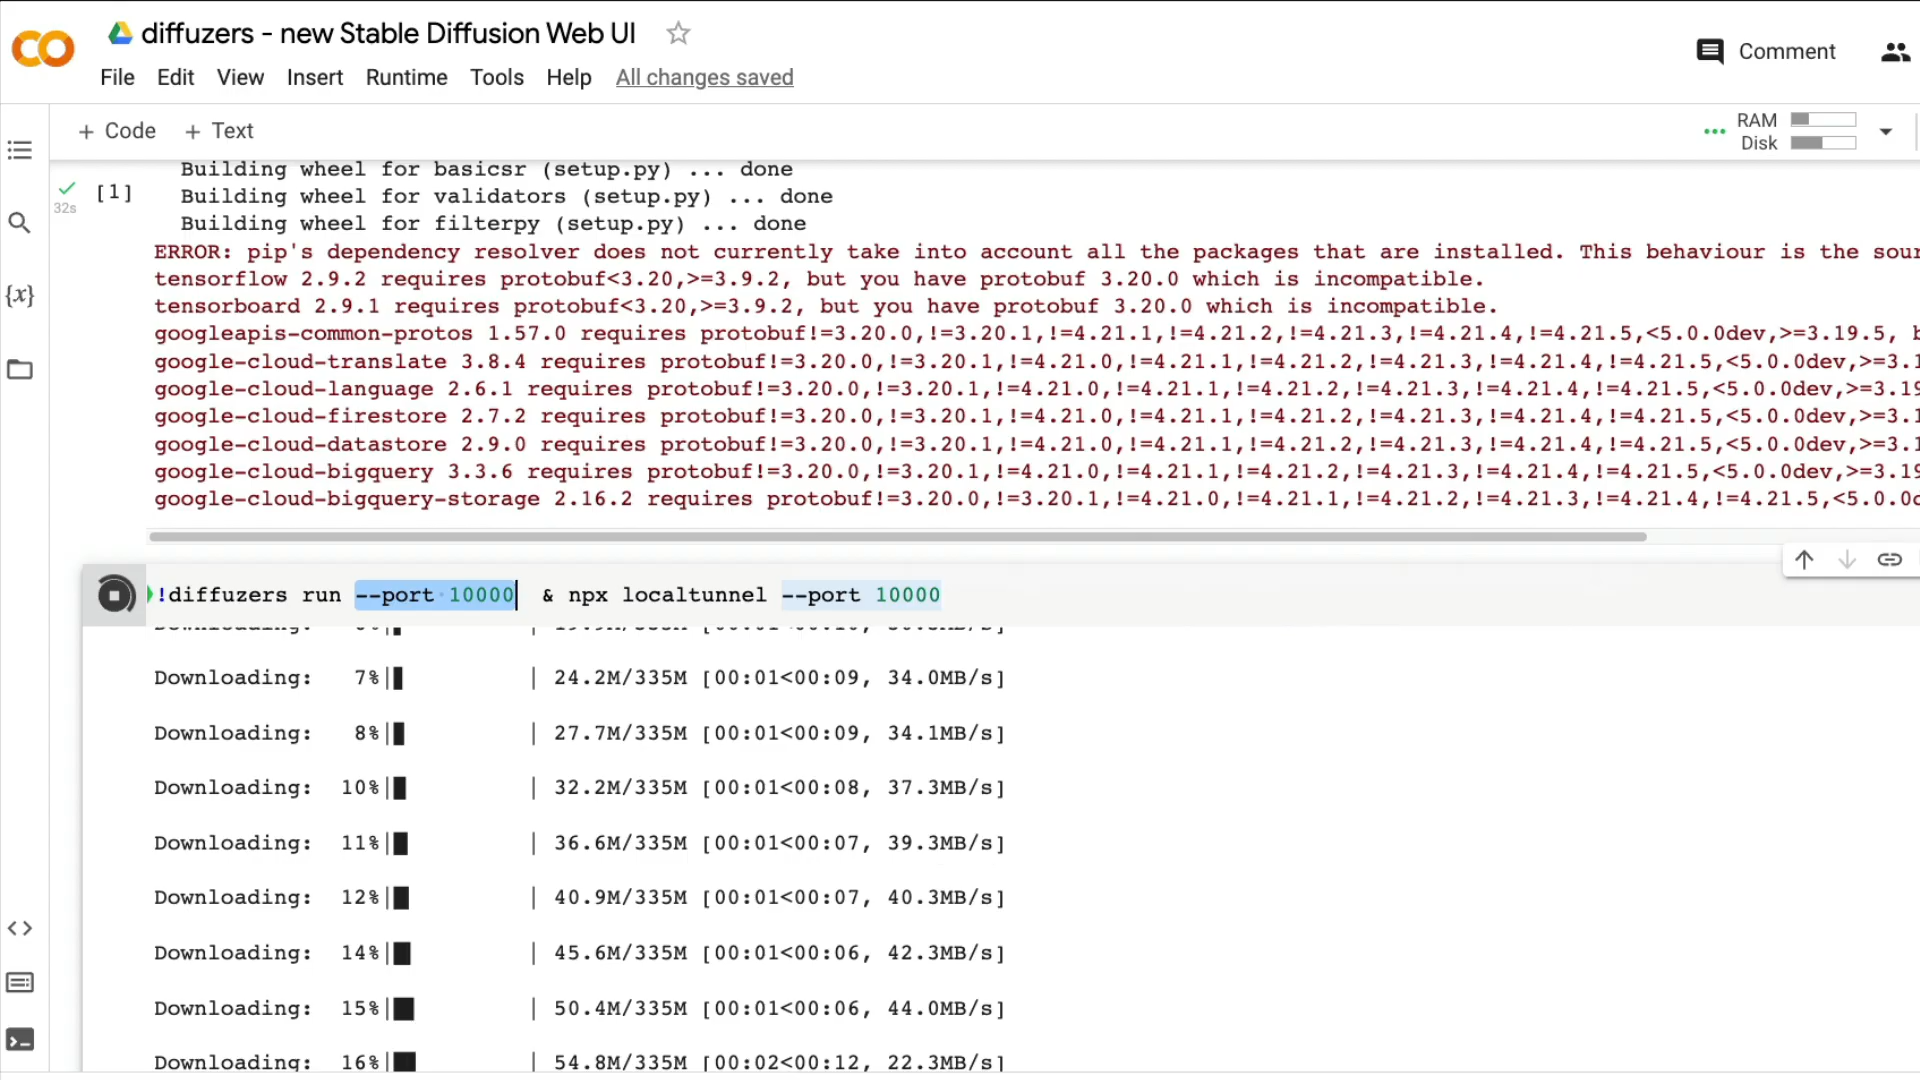 diffuzers - new Stable Diffusion Web UI
File Edit View Insert Runtime Tools Help All changes saved
Comment
+ Code + Text
RAM
Disk
Building wheel for basicsr (setup.py) ... done
[1]
32s
Building wheel for validators (setup.py) ... done
Building wheel for filterpy (setup.py) ... done
ERROR: pip's dependency resolver does not currently take into account all the packages that are installed. This behaviour is the sour
tensorflow 2.9.2 requires protobuf<3.20,>=3.9.2, but you have protobuf 3.20.0 which is incompatible.
tensorboard 2.9.1 requires protobuf<3.20,>=3.9.2, but you have protobuf 3.20.0 which is incompatible.
googleapis-common-protos 1.57.0 requires protobuf!=3.20.0,!=3.20.1,!=4.21.1,!=4.21.2,!=4.21.3,!=4.21.4,!=4.21.5,<5.0.0dev,>=3.19.5, b
google-cloud-translate 3.8.4 requires protobuf!=3.20.0,!=3.20.1,!=4.21.0,!=4.21.1,!=4.21.2,!=4.21.3,!=4.21.4,!=4.21.5,<5.0.0dev,>=3.1
google-cloud-language 2.6.1 requires protobuf!=3.20.0,!=3.20.1,!=4.21.0,!=4.21.1,!=4.21.2,!=4.21.3,!=4.21.4,!=4.21.5,<5.0.0dev,>=3.19
google-cloud-firestore 2.7.2 requires protobuf!=3.20.0,!=3.20.1,!=4.21.0,!=4.21.1,!=4.21.2,!=4.21.3,!=4.21.4,!=4.21.5,<5.0.0dev,>=3.1
google-cloud-datastore 2.9.0 requires protobuf!=3.20.0,!=3.20.1,!=4.21.0,!=4.21.1,!=4.21.2,!=4.21.3,!=4.21.4,!=4.21.5,<5.0.0dev,>=3.1
google-cloud-bigquery 3.3.6 requires protobuf!=3.20.0,!=3.20.1,!=4.21.0,!=4.21.1,!=4.21.2,!=4.21.3,!=4.21.4,!=4.21.5,<5.0.0dev,>=3.19
google-cloud-bigquery-storage 2.16.2 requires protobuf!=3.20.0,!=3.20.1,!=4.21.0,!=4.21.1,!=4.21.2,!=4.21.3,!=4.21.4,!=4.21.5,<5.0.0d
!diffuzers run --port 10000 & npx localtunnel --port 10000
Downloading:
Downloading: 7%| | 24.2M/335M [00:01<00:09, 34.0MB/s]
Downloading: 8%| | 27.7M/335M [00:01<00:09, 34.1MB/s]
Downloading: 10%| | 32.2M/335M [00:01<00:08, 37.3MB/s]
Downloading: 11%| | 36.6M/335M [00:01<00:07, 39.3MB/s]
Downloading: 12%| | 40.9M/335M [00:01<00:07, 40.3MB/s]
Downloading: 14%| | 45.6M/335M [00:01<00:06, 42.3MB/s]
Downloading: 15%| | 50.4M/335M [00:01<00:06, 44.0MB/s]
Downloading: 16%| | 54.8M/335M [00:02<00:12, 22.3MB/s]